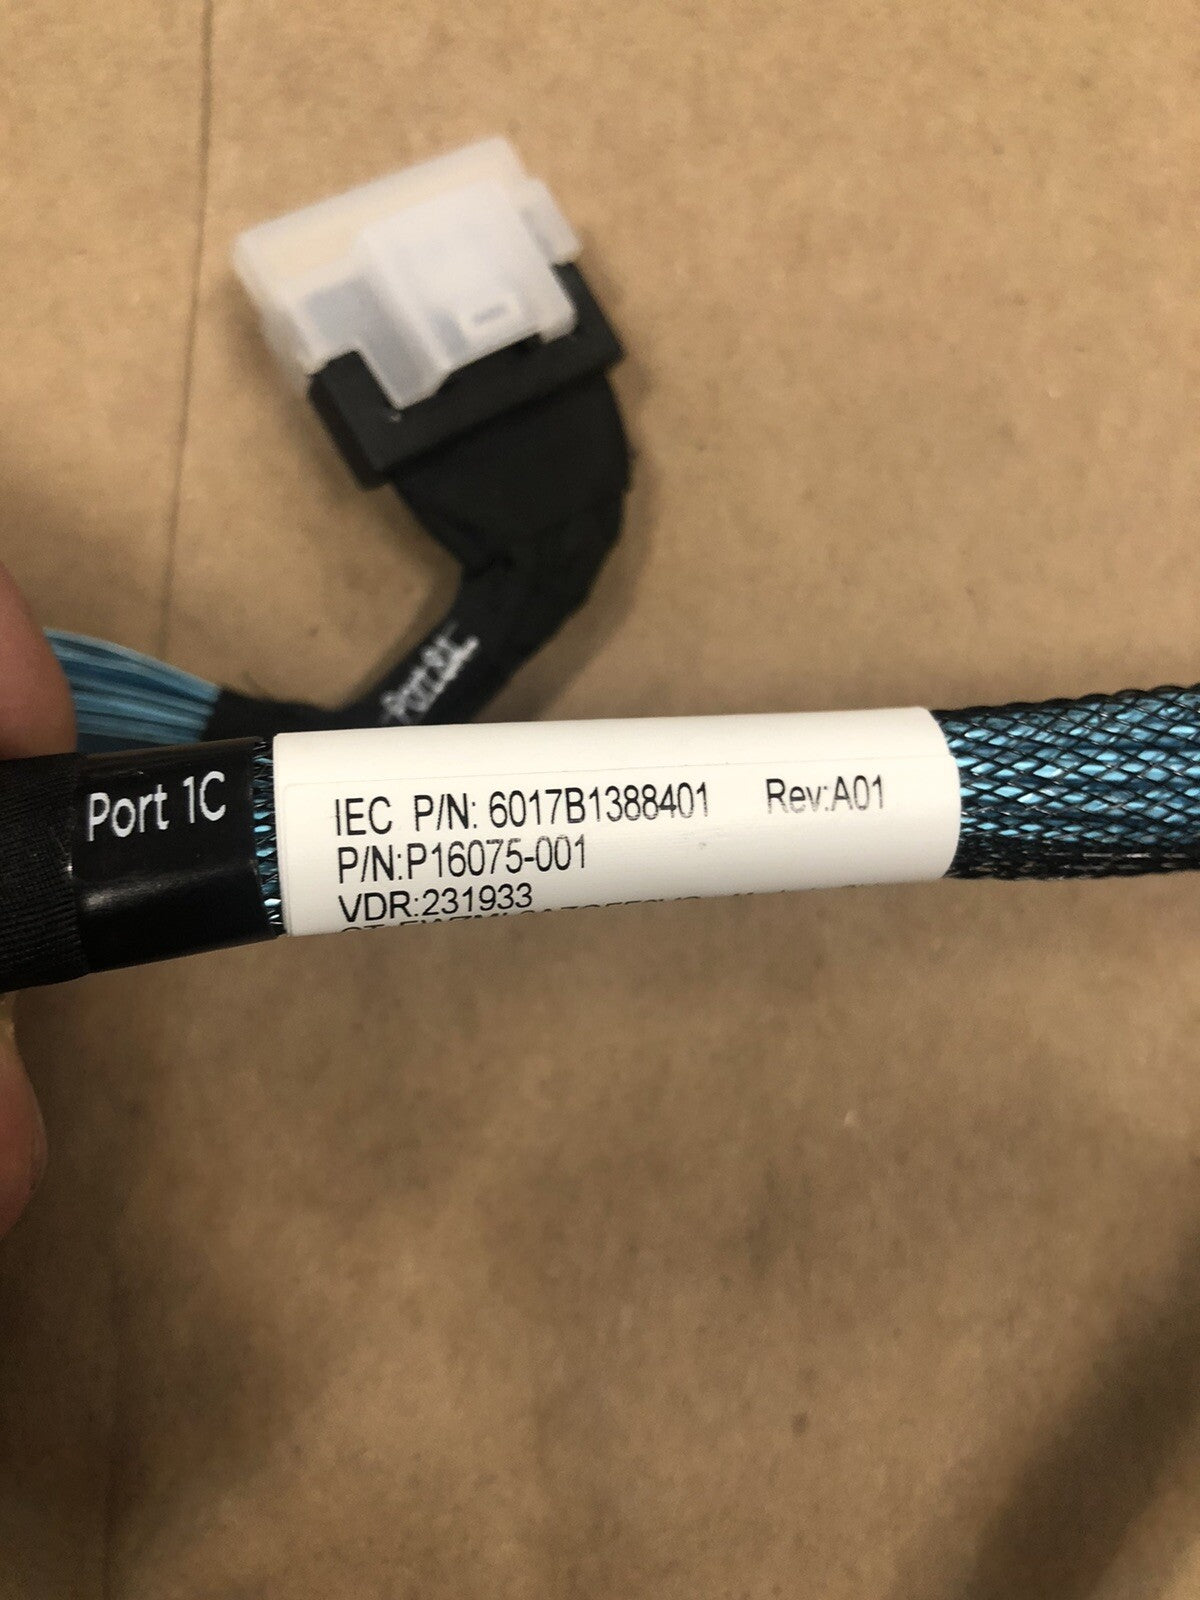 Port 1C
IEC P/N: 6017B1388401 Rev:A01
P/N:P16075-001
VDR:231933